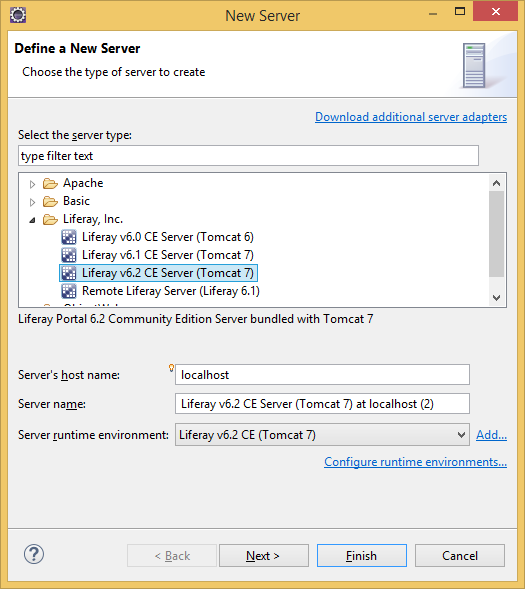 New Server
Define a New Server
Choose the type of server to create
Download additional server adapters
Select the server type:
type filter text
Apache
Basic
Liferay, Inc.
Liferay v6.0 CE Server (Tomcat 6)
Liferay v6.1 CE Server (Tomcat 7)
Liferay v6.2 CE Server (Tomcat 7)
Remote Liferay Server (Liferay 6.1)
Liferay Portal 6.2 Community Edition Server bundled with Tomcat 7
Server's host name: localhost
Server name: Liferay v6.2 CE Server (Tomcat 7) at localhost (2)
Server runtime environment: Liferay v6.2 CE (Tomcat 7) Add...
Configure runtime environments...
? < Back Next > Finish Cancel